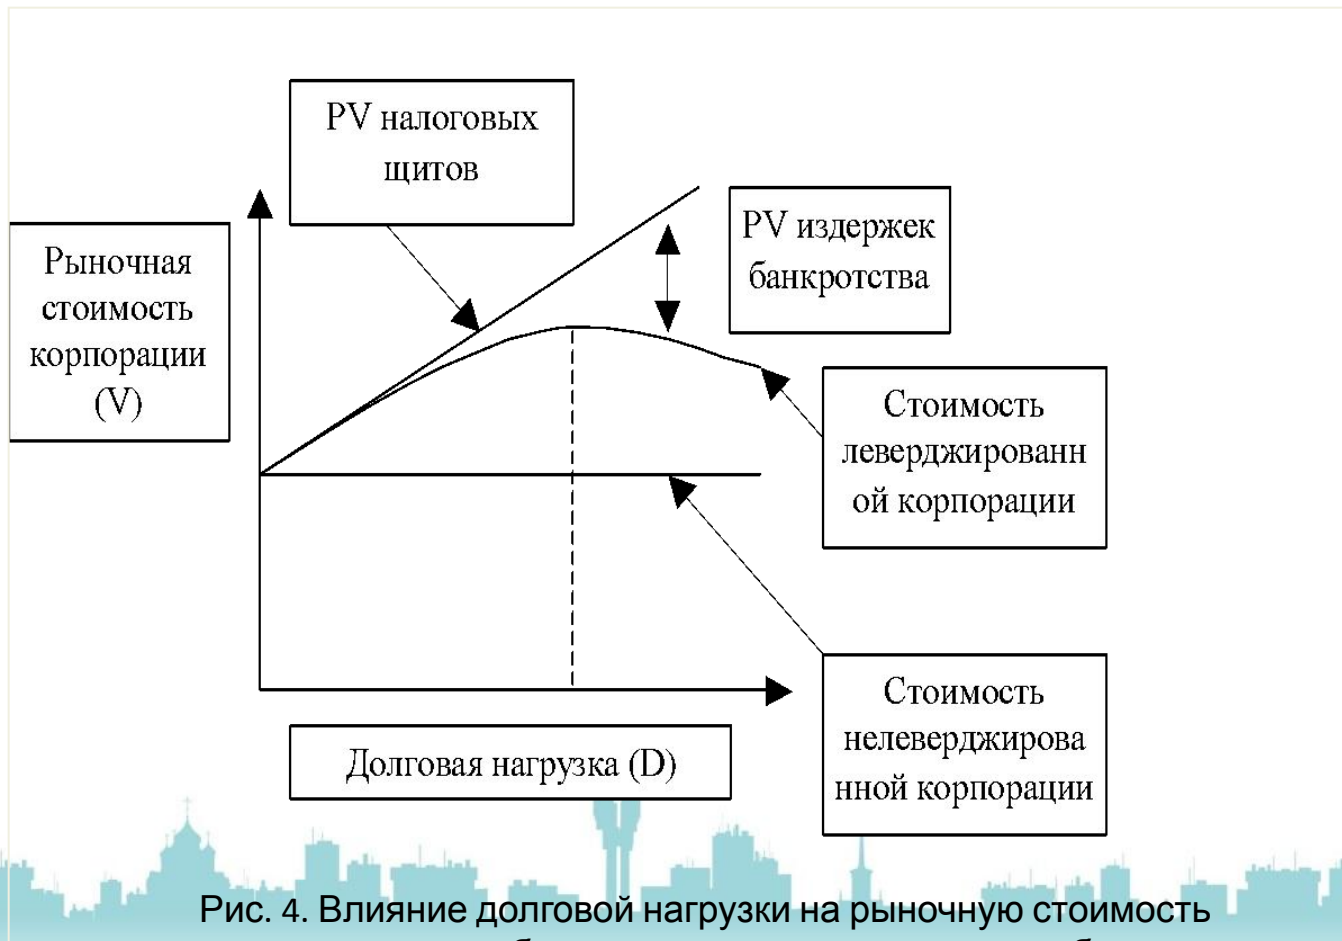 PV налоговых
щитов
Рыночная
стоимость
корпорации
(V)
PV издержек
банкротства
Стоимость
леверджированн
ой корпорации
Стоимость
нелеверджирова
нной корпорации
Долговая нагрузка (D)
Рис. 4. Влияние долговой нагрузки на рыночную стоимость